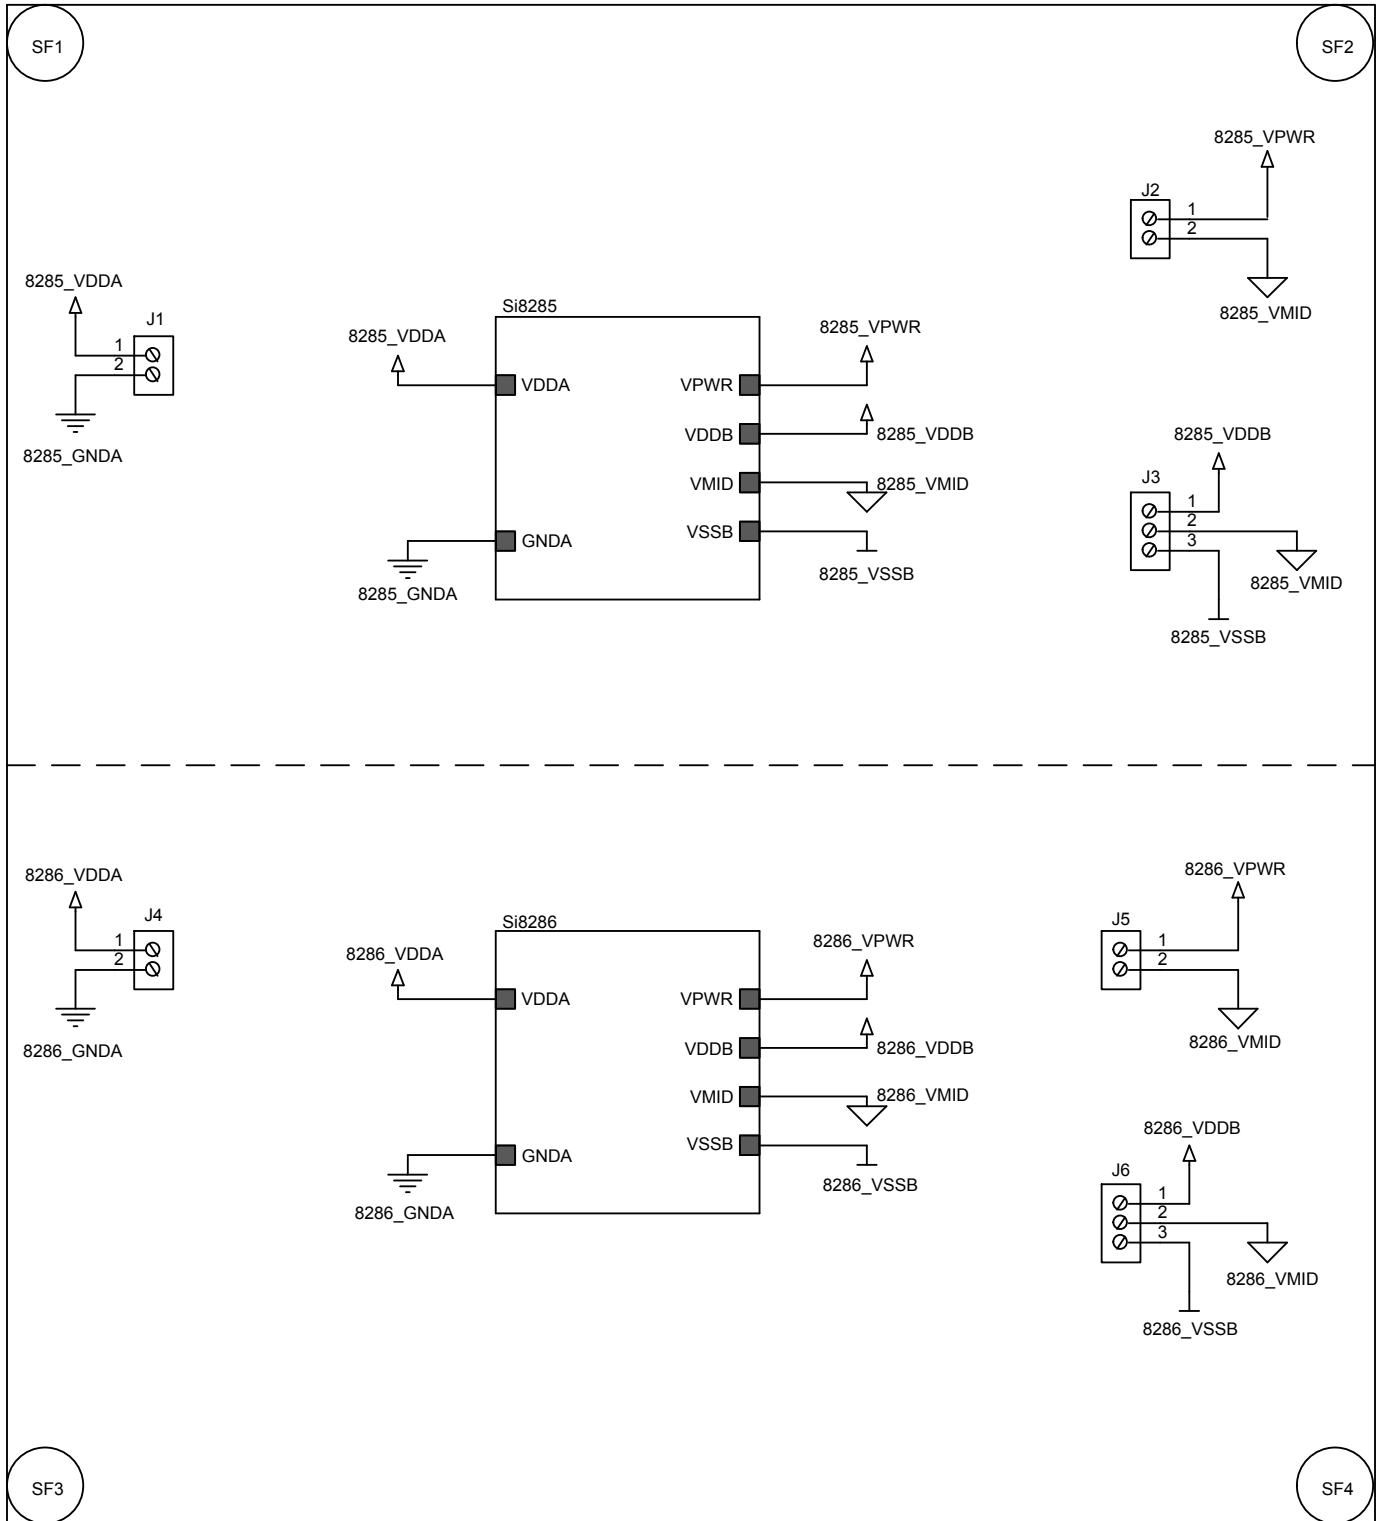 SF1
SF2
8285_VPWR
J2
1
2
8285_VMID
8285_VDDA
J1
1
2
8285_GNDA
Si8285
8285_VDDA
VDDA
GNDA
8285_GNDA
VPWR
VDDB
VMID
VSSB
8285_VPWR
8285_VDDB
8285_VMID
8285_VSSB
8285_VDDB
J3
1
2
3
8285_VMID
8285_VSSB
8286_VDDA
J4
1
2
8286_GNDA
Si8286
8286_VDDA
VDDA
GNDA
8286_GNDA
VPWR
VDDB
VMID
VSSB
8286_VPWR
8286_VDDB
8286_VMID
8286_VSSB
8286_VPWR
J5
1
2
8286_VMID
8286_VDDB
J6
1
2
3
8286_VMID
8286_VSSB
SF3
SF4